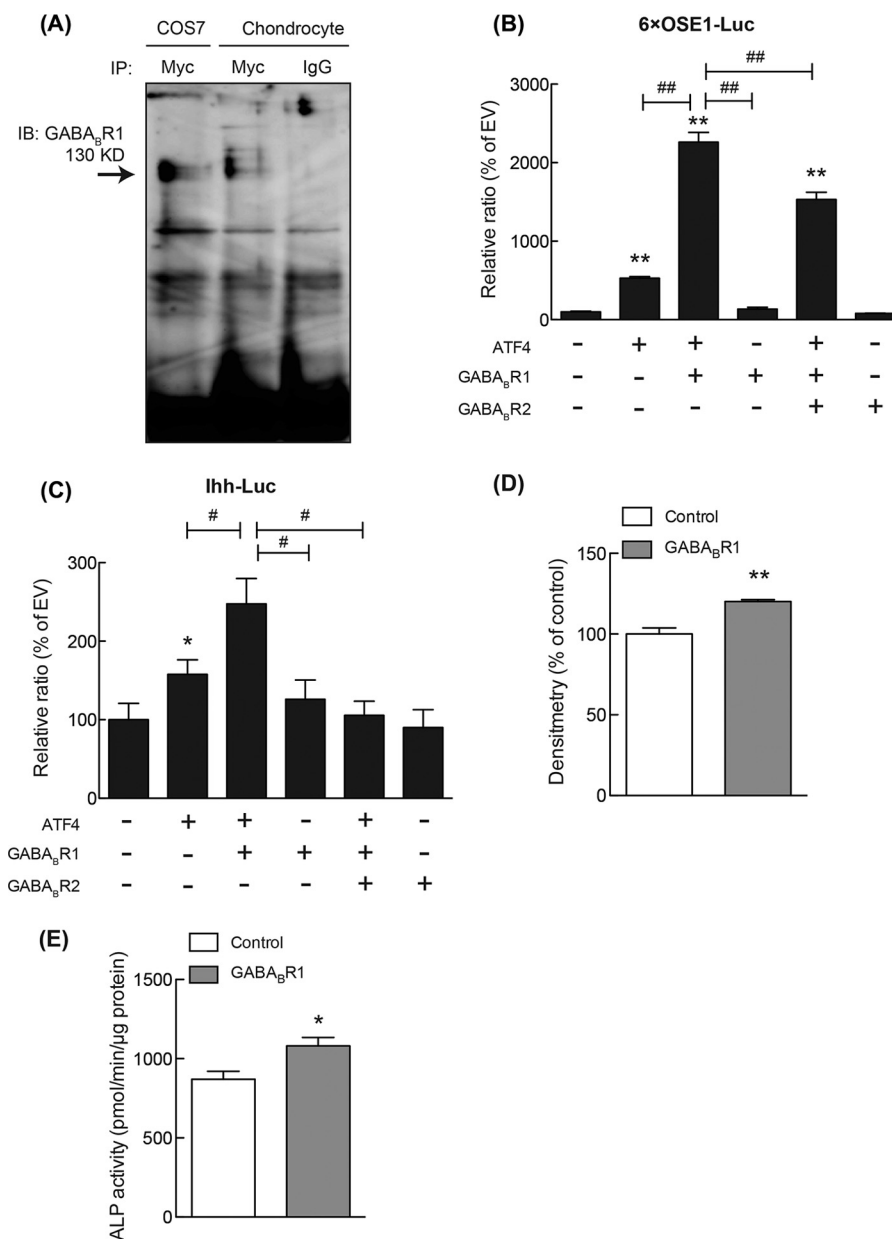 (A)
COS7 Chondrocyte
IP: Myc Myc IgG
IB: GABABR1
130 KD
(B)
6×OSE1-Luc
Relative ratio (% of EV)
3000
2000
1000
0
##
##
##
**
**
**
ATF4 - + + - + -
GABABR1 - - + + + -
GABABR2 - - - - + +
(C)
Ihh-Luc
Relative ratio (% of EV)
300
200
100
0
#
#
#
*
ATF4 - + + - + -
GABABR1 - - + + + -
GABABR2 - - - - + +
(D)
Control
GABABR1
Densitmetry (% of control)
150
100
50
0
**
(E)
Control
GABABR1
ALP activity (pmol/min/µg protein)
1500
1000
500
0
*